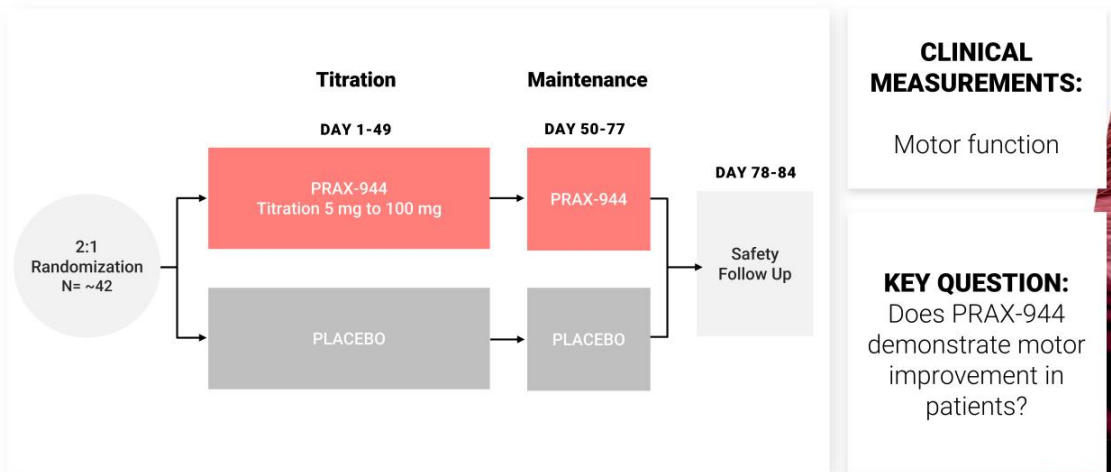 Titration
Maintenance
DAY 1-49
DAY 50-77
DAY 78-84
2:1
Randomization
N= ~42
PRAX-944
Titration 5 mg to 100 mg
PRAX-944
PLACEBO
PLACEBO
Safety
Follow Up
CLINICAL
MEASUREMENTS:
Motor function
KEY QUESTION:
Does PRAX-944
demonstrate motor
improvement in
patients?